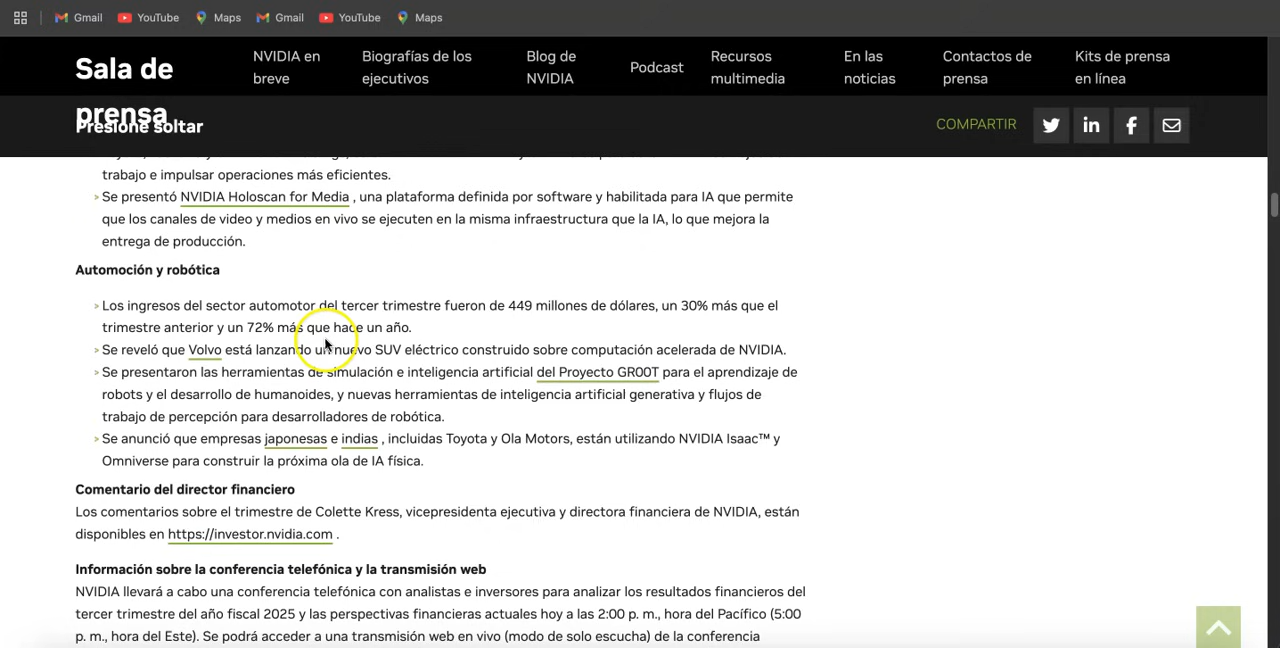 Gmail YouTube Maps Gmail YouTube Maps
Sala de prensa
NVIDIA en breve
Biografías de los ejecutivos
Blog de NVIDIA
Podcast
Recursos multimedia
En las noticias
Contactos de prensa
Kits de prensa en línea
Presione soltar
COMPARTIR
trabajo e impulsar operaciones más eficientes.
> Se presentó NVIDIA Holoscan for Media , una plataforma definida por software y habilitada para IA que permite
que los canales de video y medios en vivo se ejecuten en la misma infraestructura que la IA, lo que mejora la
entrega de producción.
Automoción y robótica
> Los ingresos del sector automotor del tercer trimestre fueron de 449 millones de dólares, un 30% más que el
trimestre anterior y un 72% más que hace un año.
> Se reveló que Volvo está lanzando un nuevo SUV eléctrico construido sobre computación acelerada de NVIDIA.
> Se presentaron las herramientas de simulación e inteligencia artificial del Proyecto GR00T para el aprendizaje de
robots y el desarrollo de humanoides, y nuevas herramientas de inteligencia artificial generativa y flujos de
trabajo de percepción para desarrolladores de robótica.
> Se anunció que empresas japonesas e indias , incluidas Toyota y Ola Motors, están utilizando NVIDIA Isaac™ y
Omniverse para construir la próxima ola de IA física.
Comentario del director financiero
Los comentarios sobre el trimestre de Colette Kress, vicepresidenta ejecutiva y directora financiera de NVIDIA, están
disponibles en https://investor.nvidia.com .
Información sobre la conferencia telefónica y la transmisión web
NVIDIA llevará a cabo una conferencia telefónica con analistas e inversores para analizar los resultados financieros del
tercer trimestre del año fiscal 2025 y las perspectivas financieras actuales hoy a las 2:00 p. m., hora del Pacífico (5:00
p. m., hora del Este). Se podrá acceder a una transmisión web en vivo (modo de solo escucha) de la conferencia